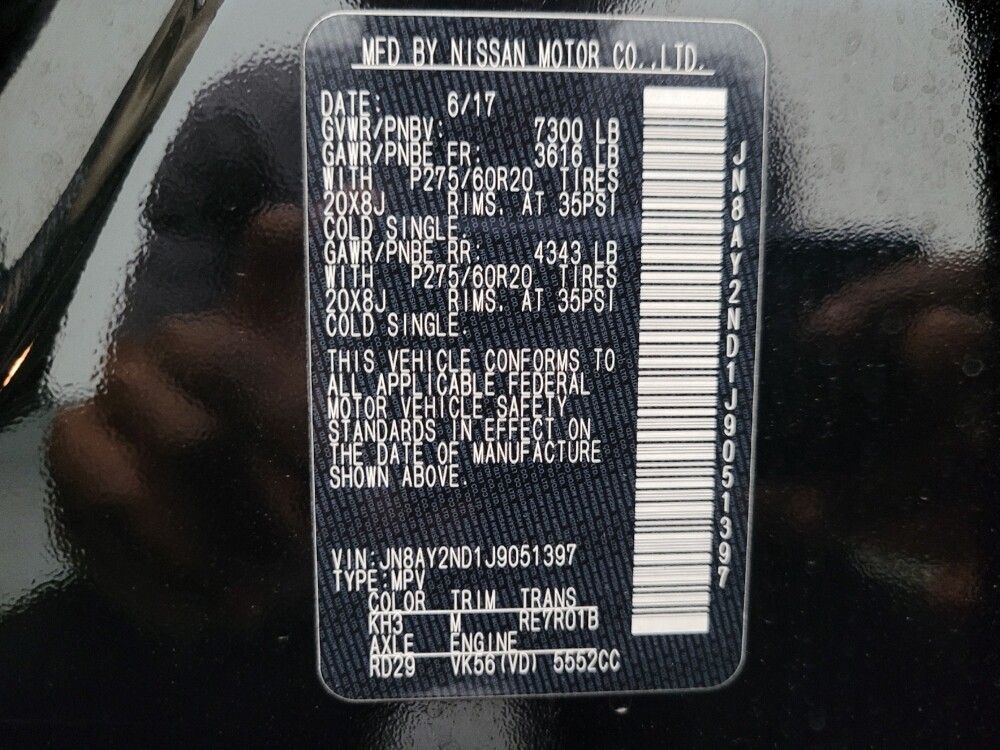 MFD BY NISSAN MOTOR CO.,LTD.
DATE: 6/17
GVWR/PNBV: 7300 LB
GAWR/PNBE FR: 3616 LB
WITH P275/60R20 TIRES
20X8J RIMS. AT 35PSI
COLD SINGLE.
GAWR/PNBE RR: 4343 LB
WITH P275/60R20 TIRES
20X8J RIMS. AT 35PSI
COLD SINGLE.
THIS VEHICLE CONFORMS TO
ALL APPLICABLE FEDERAL
MOTOR VEHICLE SAFETY
STANDARDS IN EFFECT ON
THE DATE OF MANUFACTURE
SHOWN ABOVE.
VIN:JN8AY2ND1J9051397
TYPE:MPV
COLOR TRIM TRANS
KH3 M RE7R01B
AXLE ENGINE
RD29 VK56(VD) 5552CC
JN8AY2ND1J9051397